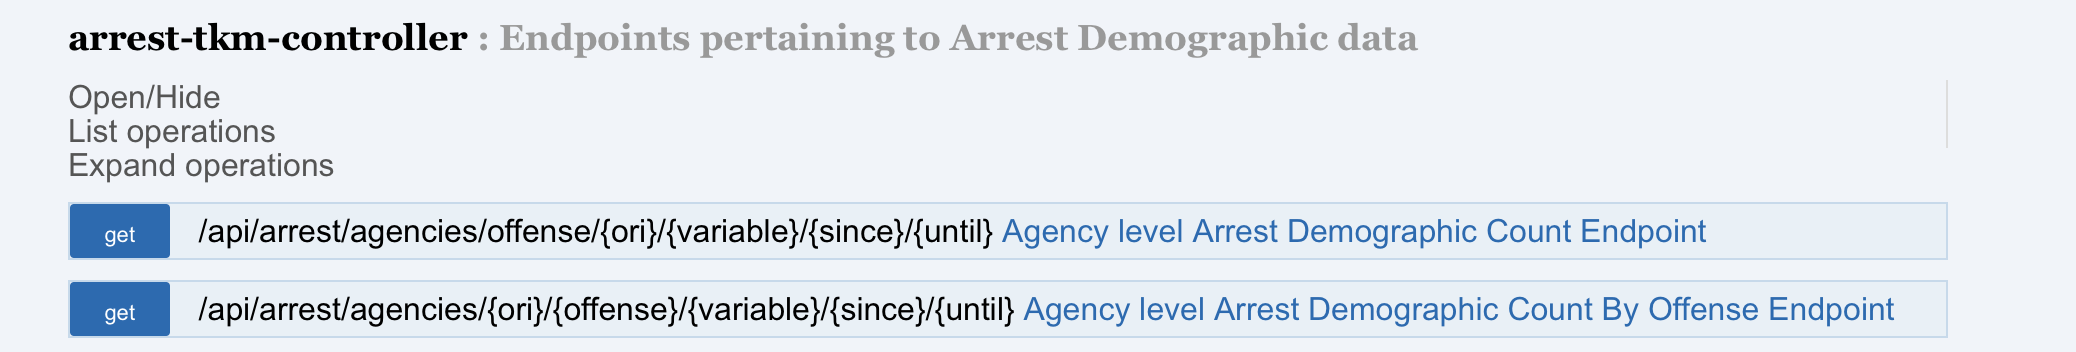 arrest-tkm-controller : Endpoints pertaining to Arrest Demographic data
Open/Hide
List operations
Expand operations
get /api/arrest/agencies/offense/{ori}/{variable}/{since}/{until} Agency level Arrest Demographic Count Endpoint
get /api/arrest/agencies/{ori}/{offense}/{variable}/{since}/{until} Agency level Arrest Demographic Count By Offense Endpoint